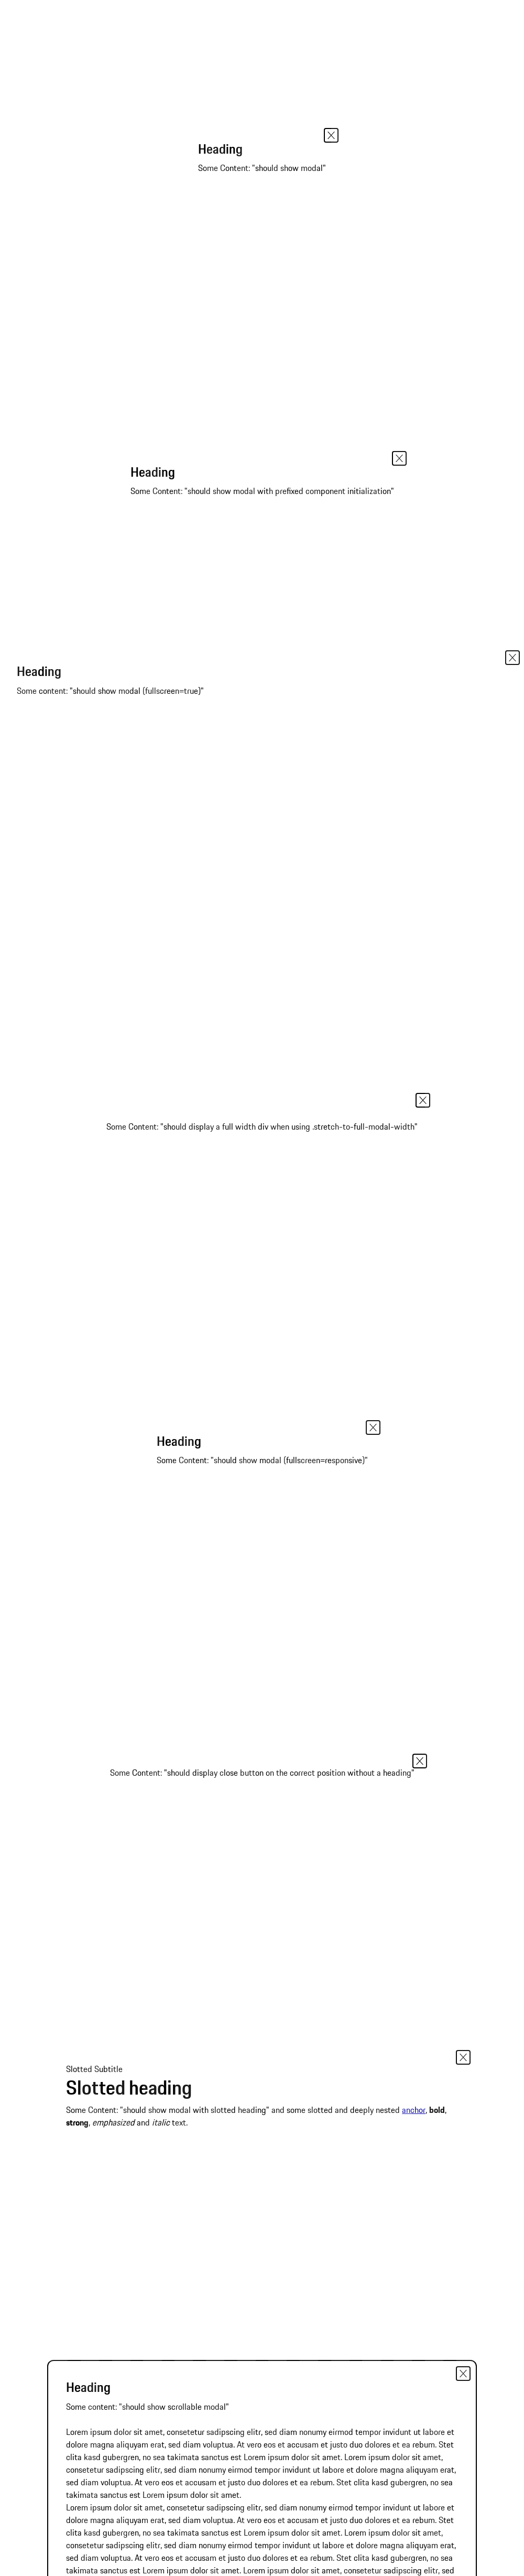 Heading
Some Content: "should show modal"
Heading
Some Content: "should show modal with prefixed component initialization"
Heading
Some content: "should show modal (fullscreen=true)"
Some Content: "should display a full width div when using .stretch-to-full-modal-width"
Heading
Some Content: "should show modal (fullscreen=responsive)"
Some Content: "should display close button on the correct position without a heading"
Slotted Subtitle
Slotted heading
Some Content: "should show modal with slotted heading" and some slotted and deeply nested anchor, bold,
strong, emphasized and italic text.
Heading
Some content: "should show scrollable modal"
Lorem ipsum dolor sit amet, consetetur sadipscing elitr, sed diam nonumy eirmod tempor invidunt ut labore et
dolore magna aliquyam erat, sed diam voluptua. At vero eos et accusam et justo duo dolores et ea rebum. Stet
clita kasd gubergren, no sea takimata sanctus est Lorem ipsum dolor sit amet. Lorem ipsum dolor sit amet,
consetetur sadipscing elitr, sed diam nonumy eirmod tempor invidunt ut labore et dolore magna aliquyam erat,
sed diam voluptua. At vero eos et accusam et justo duo dolores et ea rebum. Stet clita kasd gubergren, no sea
takimata sanctus est Lorem ipsum dolor sit amet.
Lorem ipsum dolor sit amet, consetetur sadipscing elitr, sed diam nonumy eirmod tempor invidunt ut labore et
dolore magna aliquyam erat, sed diam voluptua. At vero eos et accusam et justo duo dolores et ea rebum. Stet
clita kasd gubergren, no sea takimata sanctus est Lorem ipsum dolor sit amet. Lorem ipsum dolor sit amet,
consetetur sadipscing elitr, sed diam nonumy eirmod tempor invidunt ut labore et dolore magna aliquyam erat,
sed diam voluptua. At vero eos et accusam et justo duo dolores et ea rebum. Stet clita kasd gubergren, no sea
takimata sanctus est Lorem ipsum dolor sit amet. Lorem ipsum dolor sit amet, consetetur sadipscing elitr, sed